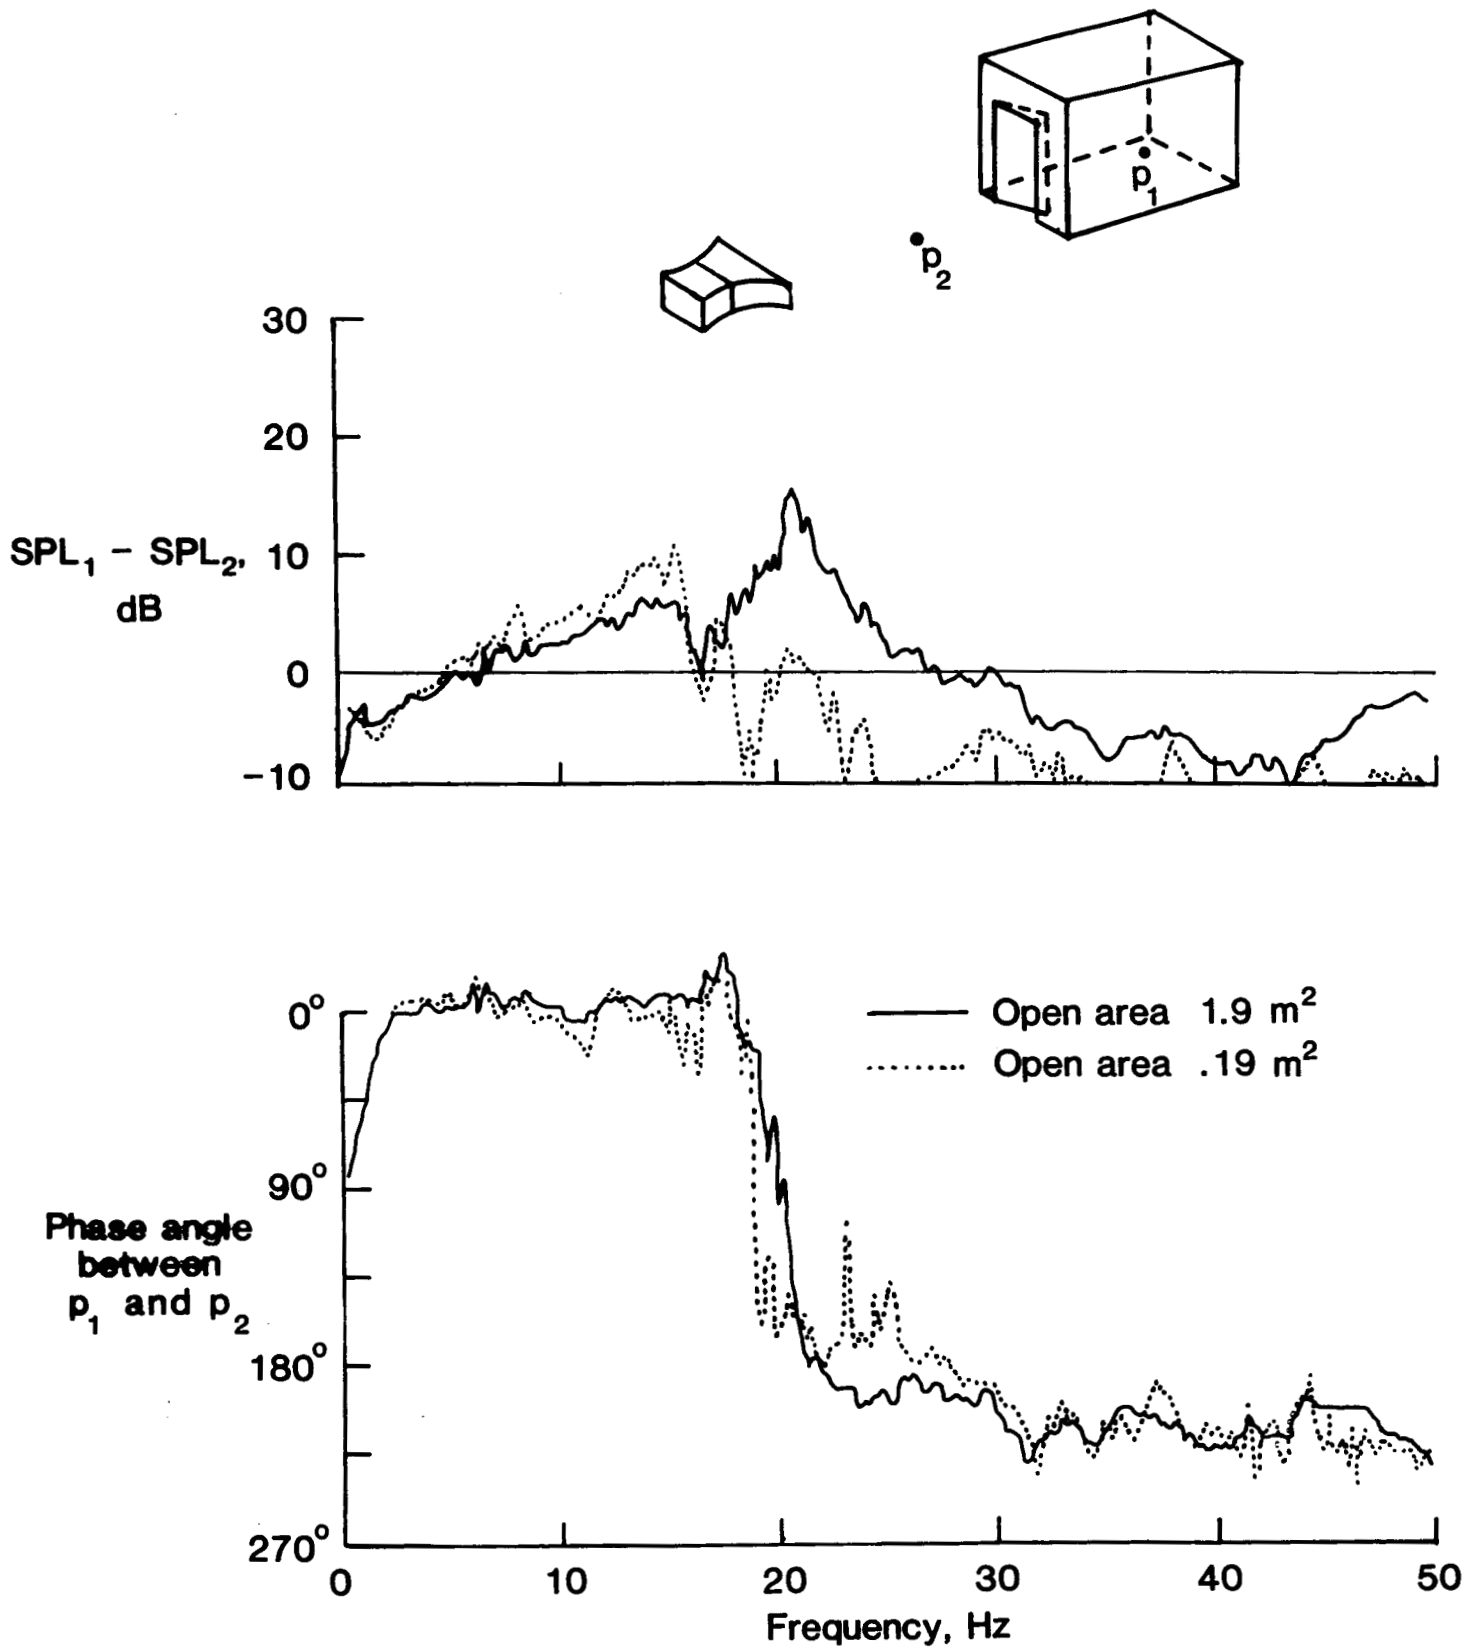 p1
p2
30
20
SPL1 − SPL2, 10
dB
0
−10
0°
Open area 1.9 m²
Open area .19 m²
90°
Phase angle
between
p1 and p2
180°
270°
0 10 20 30 40 50
Frequency, Hz